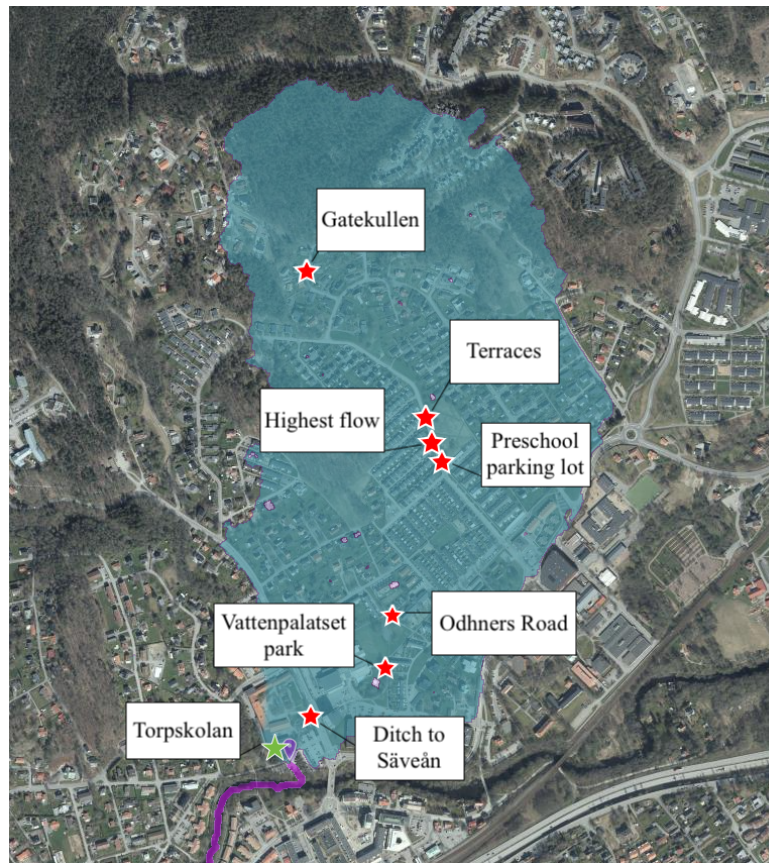 Gatekullen
Terraces
Highest flow
Preschool
parking lot
Vattenpalatset
park
Odhners Road
Torpskolan
Ditch to
Säveån